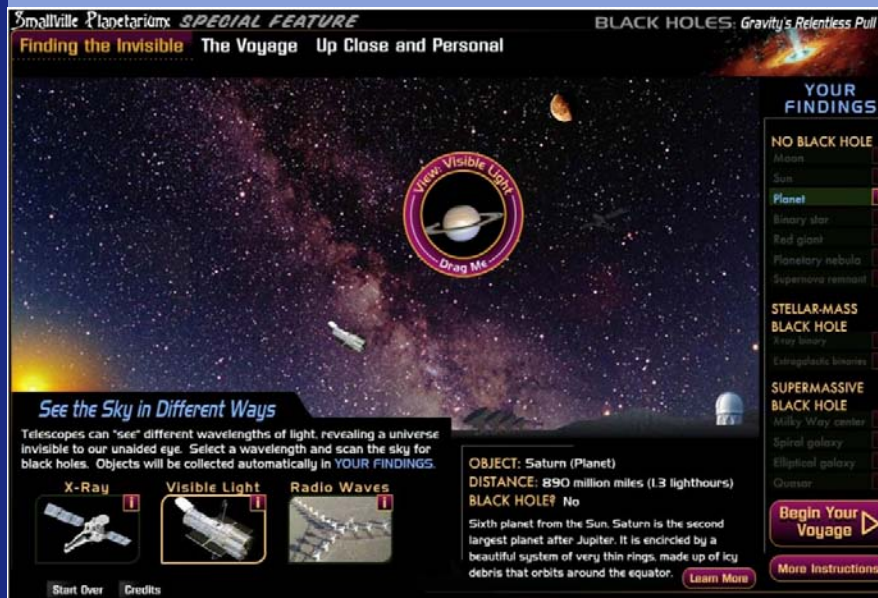 Smallville Planetarium: SPECIAL FEATURE
BLACK HOLES: Gravity's Relentless Pull
Finding the Invisible The Voyage Up Close and Personal
YOUR
FINDINGS
NO BLACK HOLE
Moon
Sun
Planet
Binary star
Red giant
Planetary nebula
Supernova remnant
STELLAR-MASS
BLACK HOLE
X-ray binary
Extragalactic binaries
SUPERMASSIVE
BLACK HOLE
Milky Way center
Spiral galaxy
Elliptical galaxy
Quasar
Begin Your
Voyage
More Instructions
View: Visible Light
Drag Me
See the Sky in Different Ways
Telescopes can "see" different wavelengths of light, revealing a universe
invisible to our unaided eye. Select a wavelength and scan the sky for
black holes. Objects will be collected automatically in YOUR FINDINGS.
X-Ray Visible Light Radio Waves
i i i
OBJECT: Saturn (Planet)
DISTANCE: 890 million miles (1.3 lighthours)
BLACK HOLE? No
Sixth planet from the Sun, Saturn is the second
largest planet after Jupiter. It is encircled by a
beautiful system of very thin rings, made up of icy
debris that orbits around the equator.
Learn More
Start Over Credits